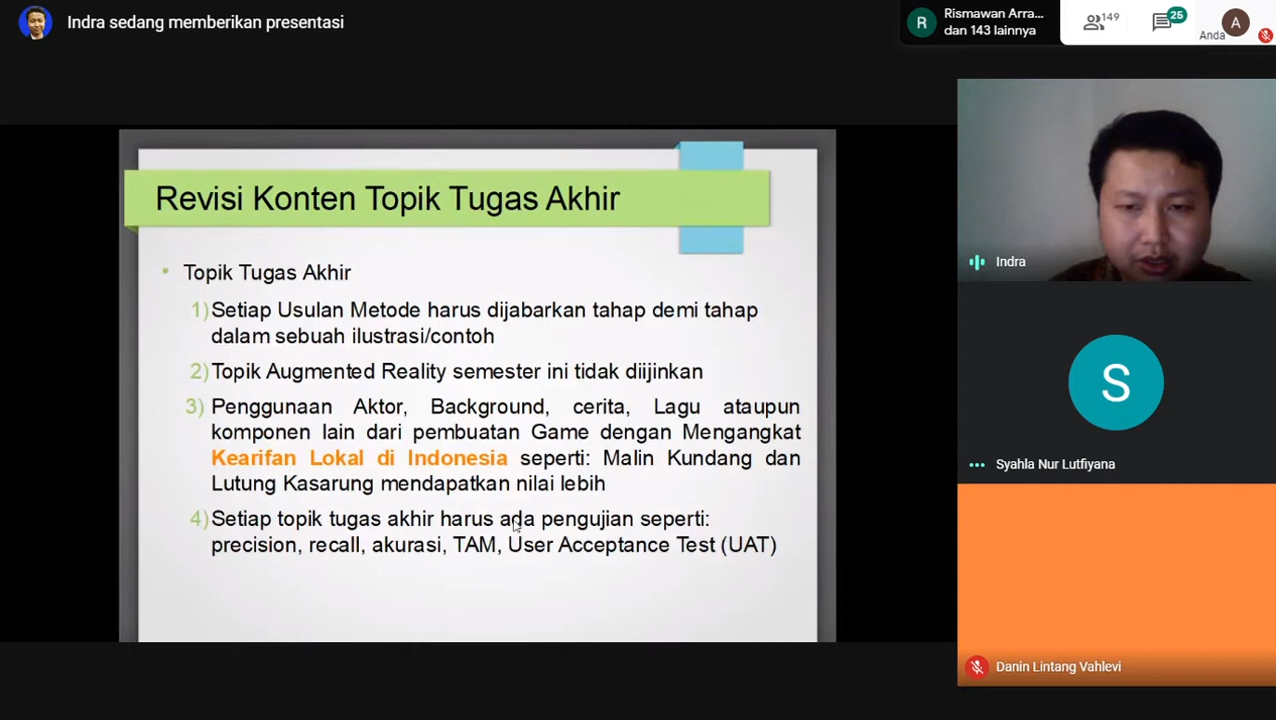 Indra sedang memberikan presentasi
R
Rismawan Arra...
dan 143 lainnya
149
25
Anda
A
Revisi Konten Topik Tugas Akhir
• Topik Tugas Akhir
1) Setiap Usulan Metode harus dijabarkan tahap demi tahap
dalam sebuah ilustrasi/contoh
2) Topik Augmented Reality semester ini tidak diijinkan
3) Penggunaan Aktor, Background, cerita, Lagu ataupun
komponen lain dari pembuatan Game dengan Mengangkat
Kearifan Lokal di Indonesia seperti: Malin Kundang dan
Lutung Kasarung mendapatkan nilai lebih
4) Setiap topik tugas akhir harus ada pengujian seperti:
precision, recall, akurasi, TAM, User Acceptance Test (UAT)
Indra
S
Syahla Nur Lutfiyana
Danin Lintang Vahlevi